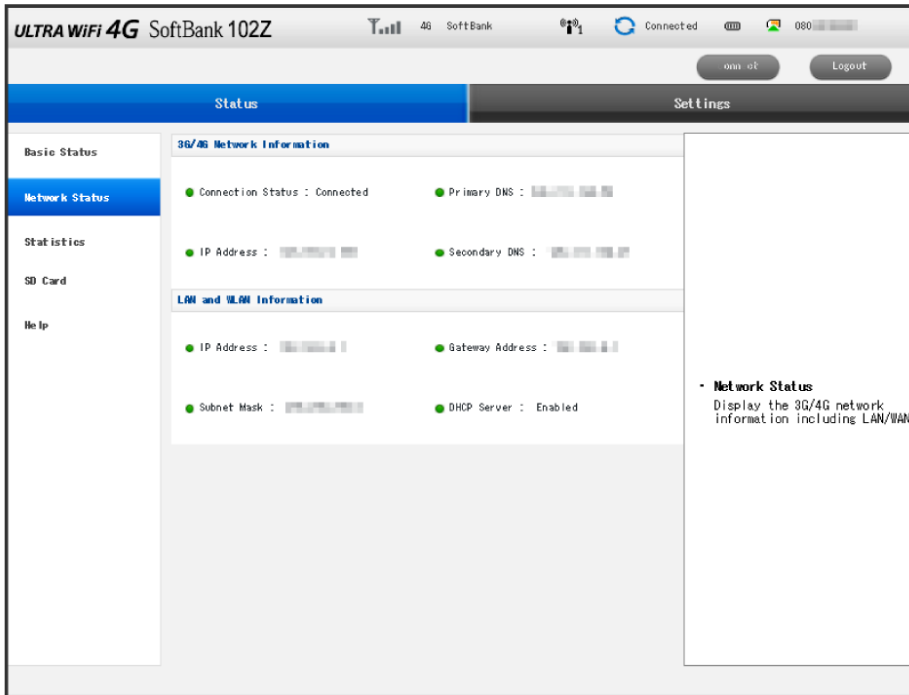 ULTRA WiFi 4G SoftBank 102Z 4G SoftBank 1 Connected 080
Logout
Status Settings
Basic Status
Network Status
Statistics
SD Card
Help
3G/4G Network Information
Connection Status : Connected Primary DNS :
IP Address : Secondary DNS :
LAN and WLAN Information
IP Address : Gateway Address :
Subnet Mask : DHCP Server : Enabled
・ Network Status
Display the 3G/4G network
information including LAN/WAN